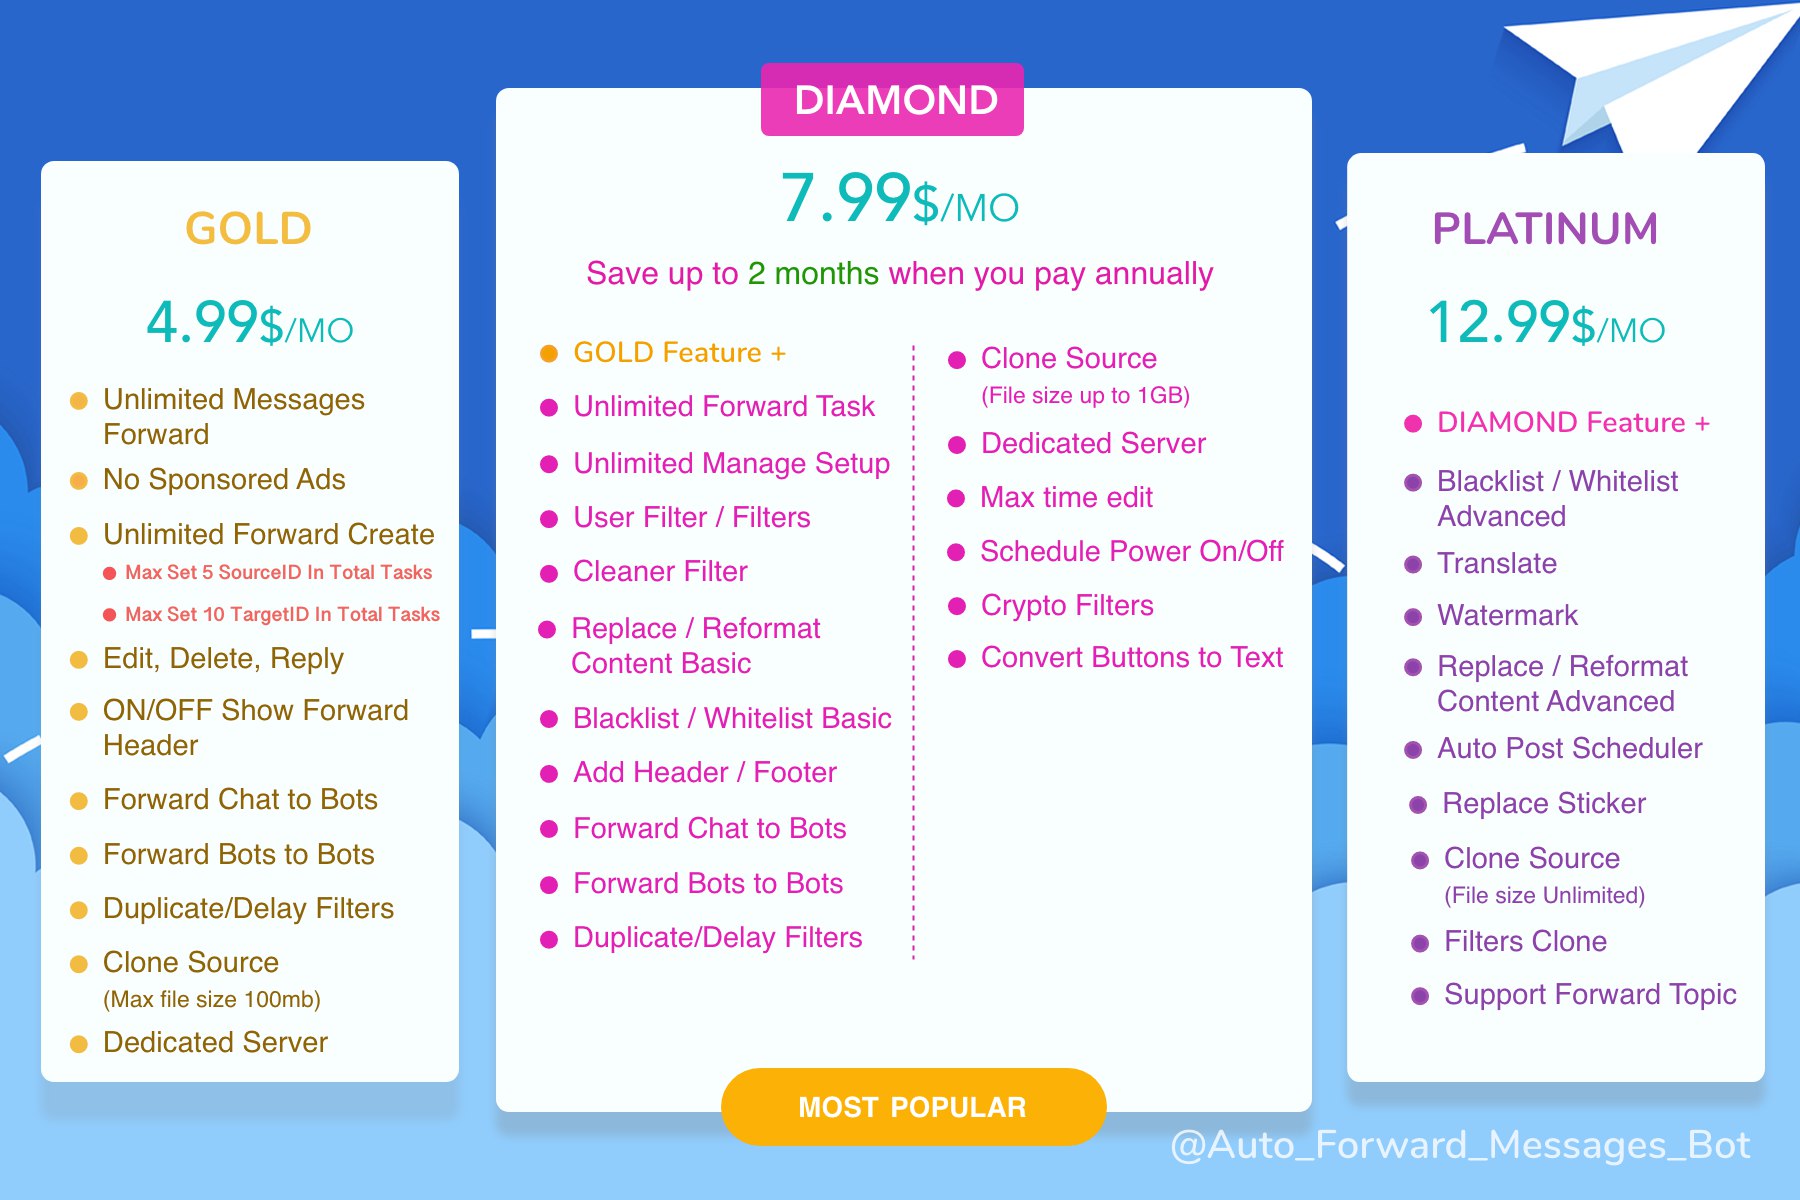 GOLD
4.99$/MO
Unlimited Messages
Forward
No Sponsored Ads
Unlimited Forward Create
Max Set 5 SourceID In Total Tasks
Max Set 10 TargetID In Total Tasks
Edit, Delete, Reply
ON/OFF Show Forward
Header
Forward Chat to Bots
Forward Bots to Bots
Duplicate/Delay Filters
Clone Source
(Max file size 100mb)
Dedicated Server
DIAMOND
7.99$/MO
Save up to 2 months when you pay annually
GOLD Feature +
Unlimited Forward Task
Unlimited Manage Setup
User Filter / Filters
Cleaner Filter
Replace / Reformat
Content Basic
Blacklist / Whitelist Basic
Add Header / Footer
Forward Chat to Bots
Forward Bots to Bots
Duplicate/Delay Filters
Clone Source
(File size up to 1GB)
Dedicated Server
Max time edit
Schedule Power On/Off
Crypto Filters
Convert Buttons to Text
MOST POPULAR
PLATINUM
12.99$/MO
DIAMOND Feature +
Blacklist / Whitelist
Advanced
Translate
Watermark
Replace / Reformat
Content Advanced
Auto Post Scheduler
Replace Sticker
Clone Source
(File size Unlimited)
Filters Clone
Support Forward Topic
@Auto_Forward_Messages_Bot